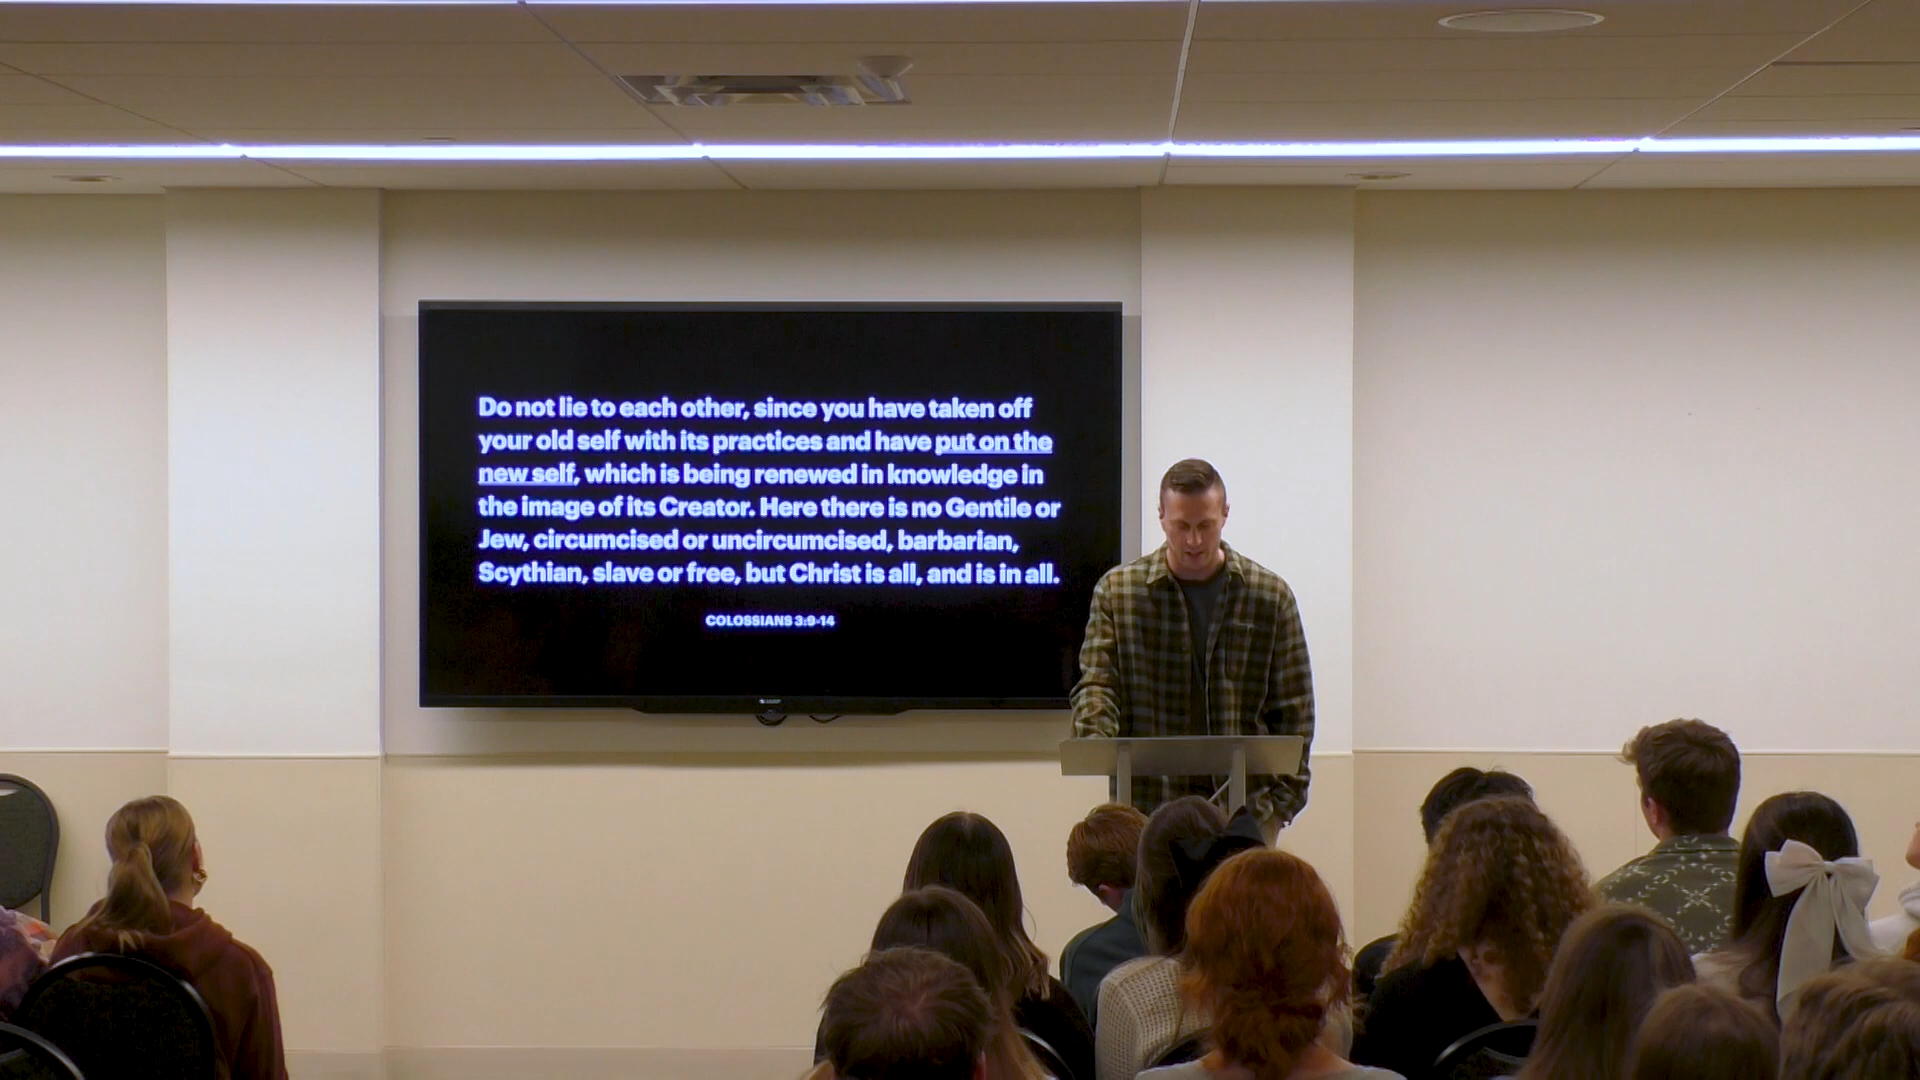 Do not lie to each other, since you have taken off
your old self with its practices and have put on the
new self, which is being renewed in knowledge in
the image of its Creator. Here there is no Gentile or
Jew, circumcised or uncircumcised, barbarian,
Scythian, slave or free, but Christ is all, and is in all.
COLOSSIANS 3:9-14